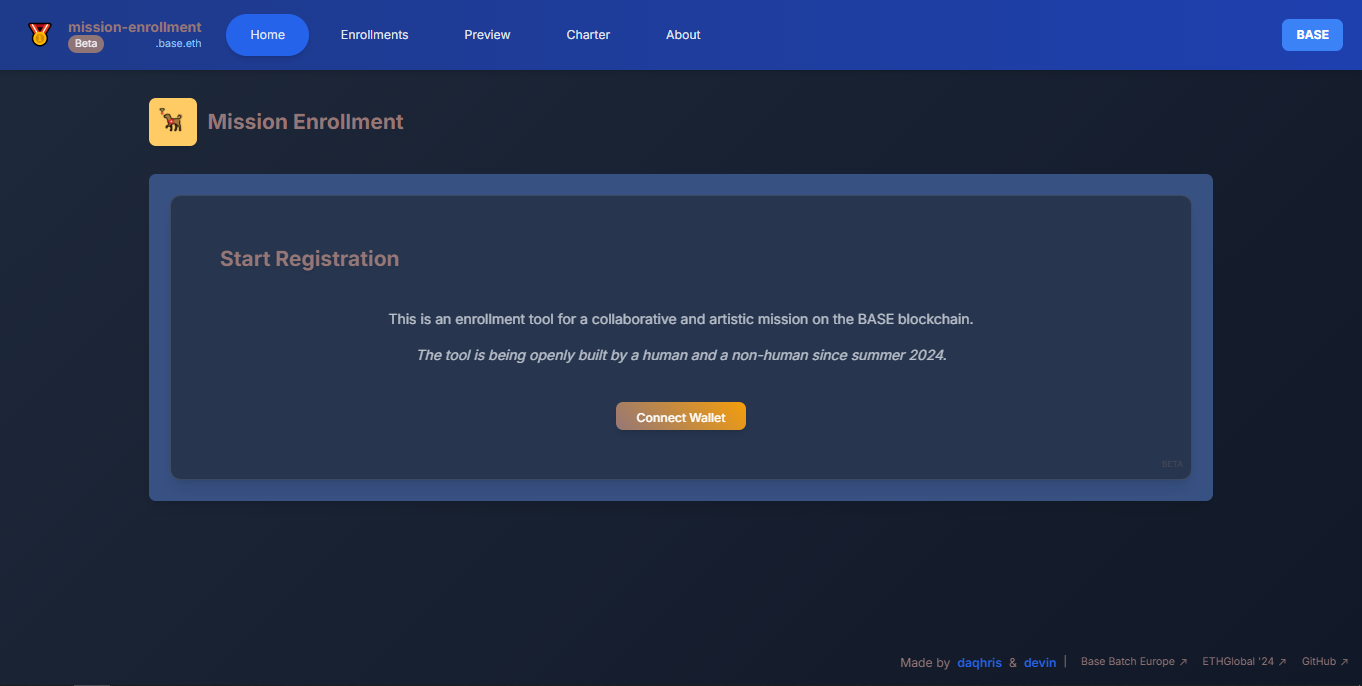 mission-enrollment
Beta .base.eth
Home Enrollments Preview Charter About BASE
Mission Enrollment
Start Registration
This is an enrollment tool for a collaborative and artistic mission on the BASE blockchain.
The tool is being openly built by a human and a non-human since summer 2024.
Connect Wallet
BETA
Made by daqhris & devin | Base Batch Europe ↗ ETHGlobal '24 ↗ GitHub ↗